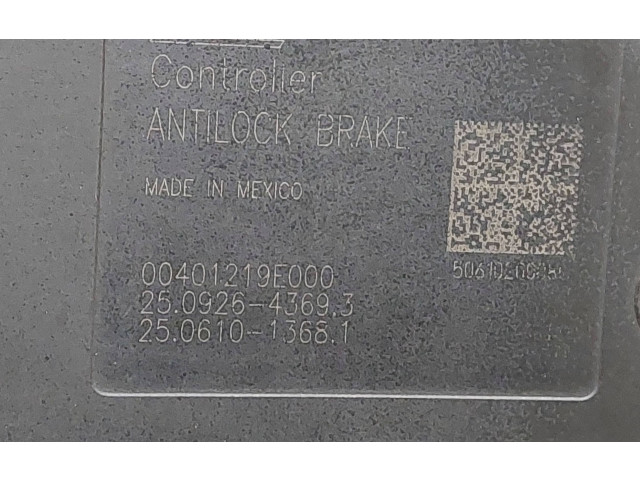 Controller
ANTILOCK BRAKE
MADE IN MEXICO
00401219E000
25.0926-4369.3
25.0610-1368.1